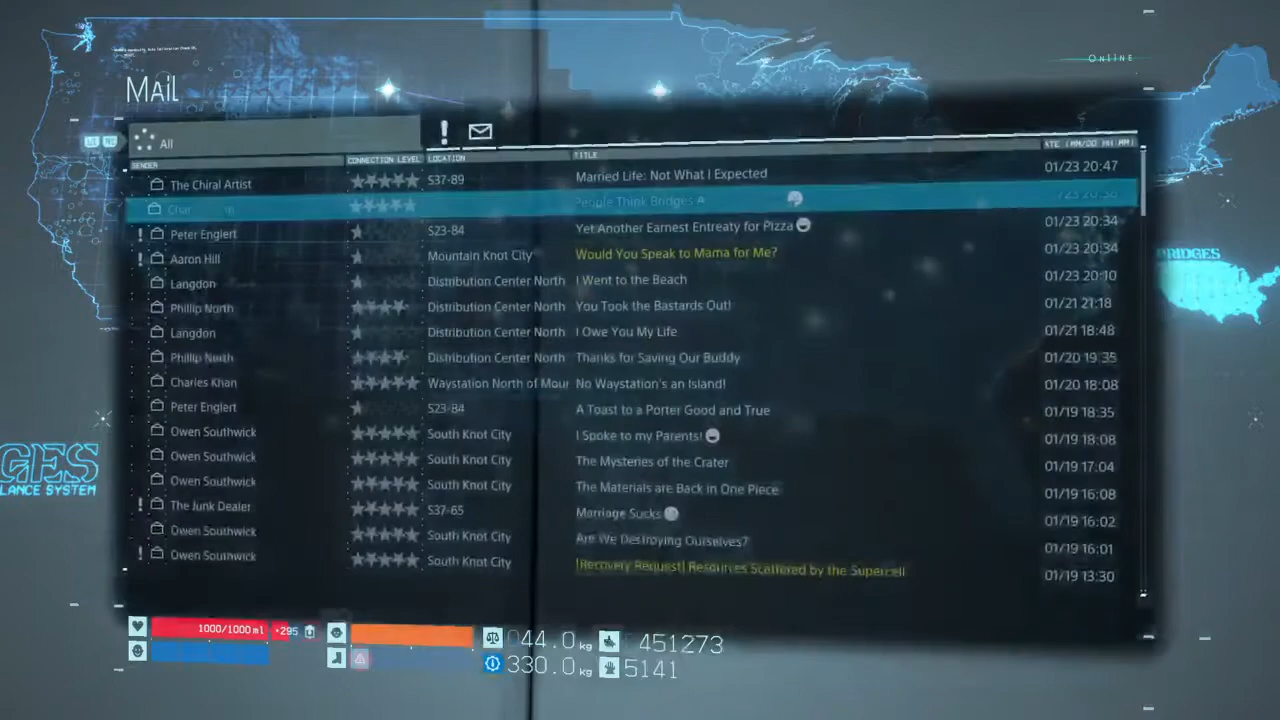 OnlinE
Mail
All
SENDER CONNECTION LEVEL LOCATION TITLE
The Chiral Artist S37-89 Married Life: Not What I Expected 01/23 20:47
People Think Bridges A
Peter Englert S23-84 Yet Another Earnest Entreaty for Pizza 01/23 20:34
Aaron Hill Mountain Knot City Would You Speak to Mama for Me? 01/23 20:34
Langdon Distribution Center North I Went to the Beach 01/23 20:10
Phillip North Distribution Center North You Took the Bastards Out! 01/21 21:18
Langdon Distribution Center North I Owe You My Life 01/21 18:48
Phillip North Distribution Center North Thanks for Saving Our Buddy 01/20 19:35
Charles Khan Waystation North of Mour No Waystation's an Island! 01/20 18:08
Peter Englert S23-84 A Toast to a Porter Good and True 01/19 18:35
Owen Southwick South Knot City I Spoke to my Parents! 01/19 18:08
Owen Southwick South Knot City The Mysteries of the Crater 01/19 17:04
Owen Southwick South Knot City The Materials are Back in One Piece 01/19 16:08
The Junk Dealer S37-65 Marriage Sucks 01/19 16:02
Owen Southwick South Knot City Are We Destroying Ourselves? 01/19 16:01
Owen Southwick South Knot City [Recovery Request] Resources Scattered by the Supercell 01/19 13:30
BRIDGES
GES
LANCE SYSTEM
1000/1000 ml ·295
044.0 kg 451273
330.0 kg 5141